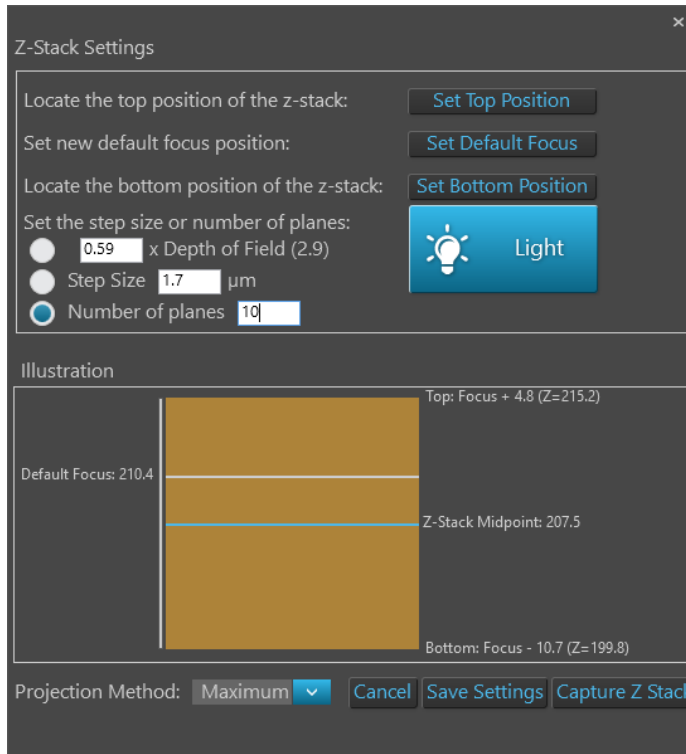 ×
Z-Stack Settings
Locate the top position of the z-stack: Set Top Position
Set new default focus position: Set Default Focus
Locate the bottom position of the z-stack: Set Bottom Position
Set the step size or number of planes:
0.59 x Depth of Field (2.9)
Light
Step Size 1.7 µm
Number of planes 10
Illustration
Top: Focus + 4.8 (Z=215.2)
Default Focus: 210.4
Z-Stack Midpoint: 207.5
Bottom: Focus - 10.7 (Z=199.8)
Projection Method: Maximum Cancel Save Settings Capture Z Stack